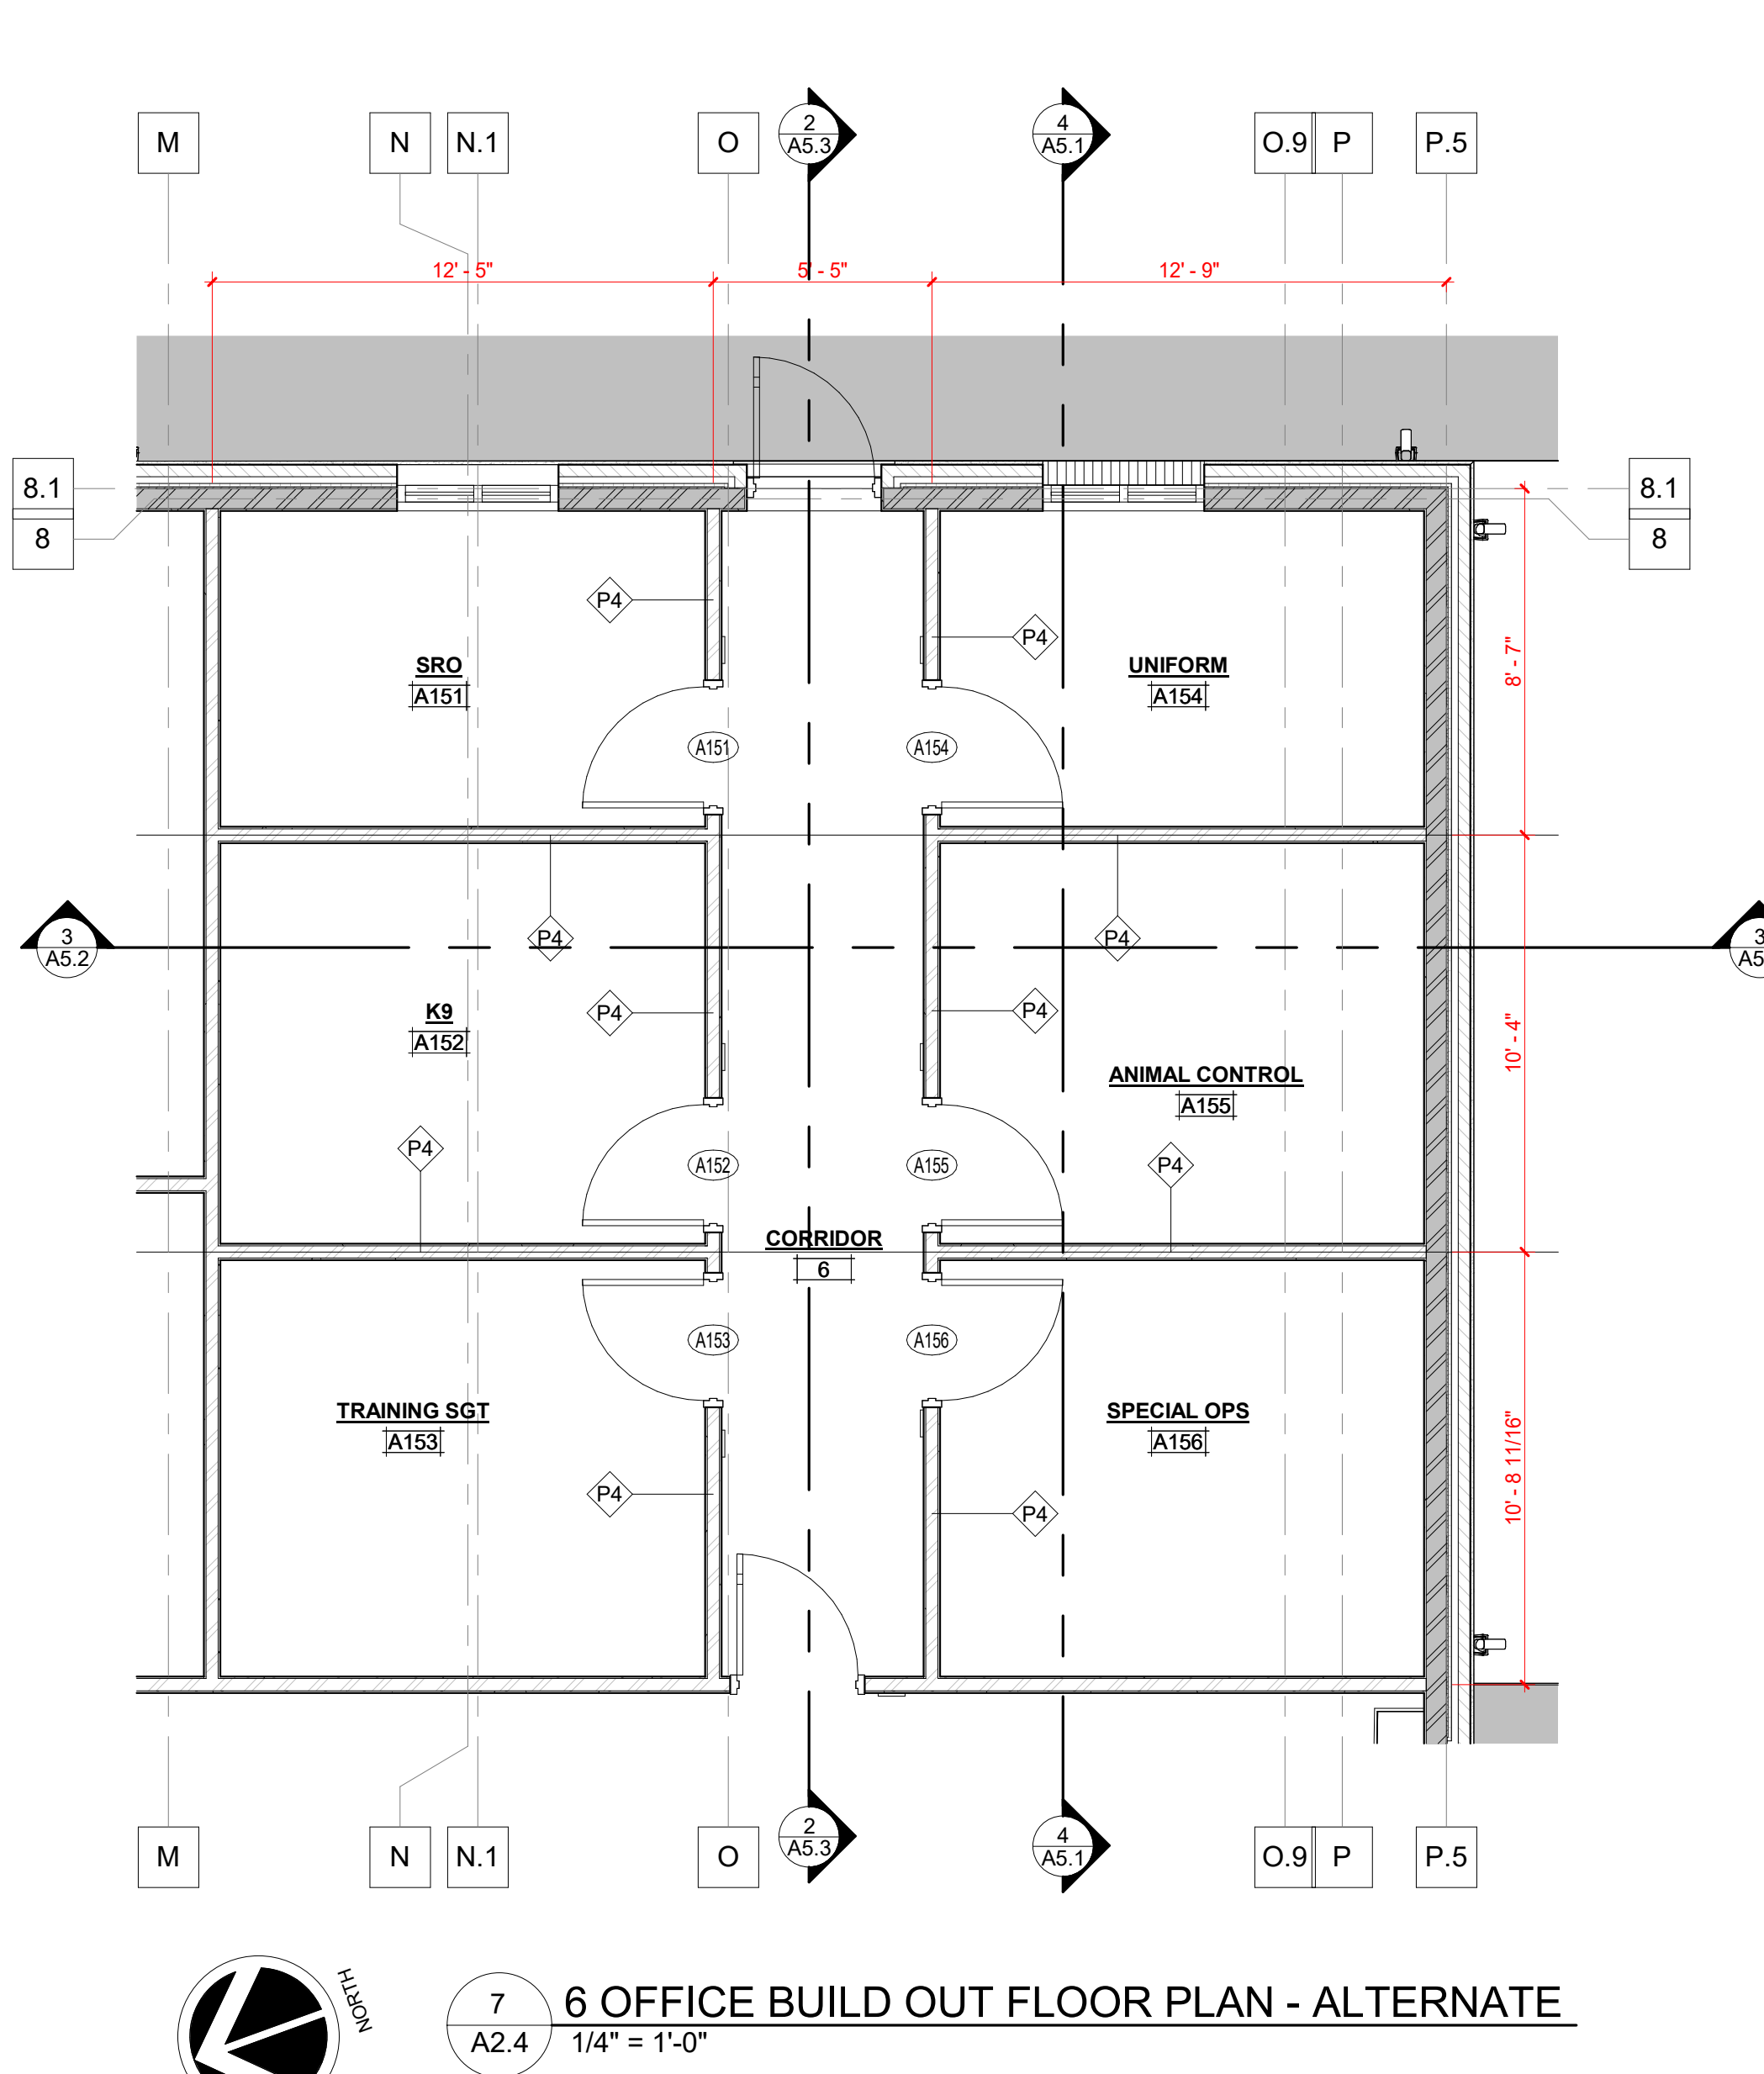 M
N
N.1
O
2
A5.3
4
A5.1
O.9
P
P.5
12' - 5"
5' - 5"
12' - 9"
8.1
8
8.1
8
P4
P4
SRO
A151
UNIFORM
A154
8' - 7"
A151
A154
3
A5.2
P4
P4
3
K9
A152
P4
P4
10' - 4"
ANIMAL CONTROL
A155
P4
P4
A152
A155
CORRIDOR
6
A153
A156
TRAINING SGT
A153
SPECIAL OPS
A156
10' - 8 11/16"
P4
P4
M
N
N.1
O
2
A5.3
4
A5.1
O.9
P
P.5
NORTH
7
A2.4
6 OFFICE BUILD OUT FLOOR PLAN - ALTERNATE
1/4" = 1'-0"